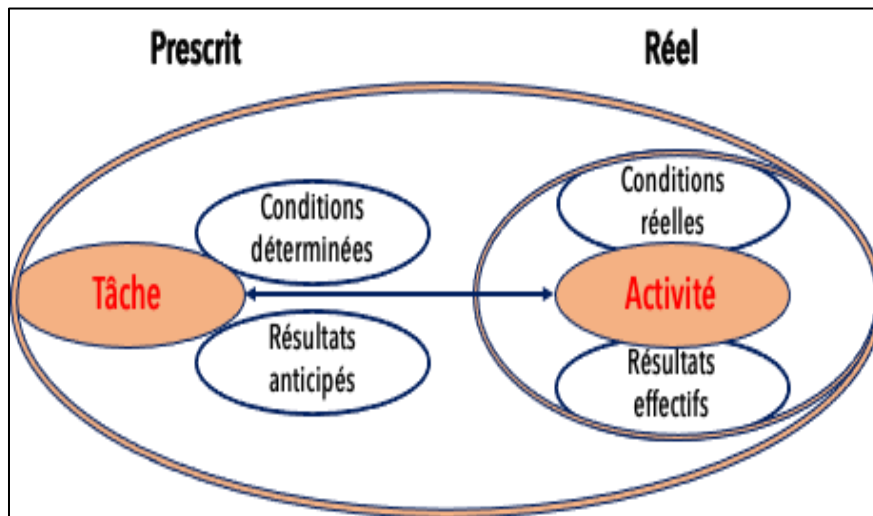 Prescrit
Réel
Conditions
déterminées
Conditions
réelles
Tâche
Activité
Résultats
anticipés
Résultats
effectifs